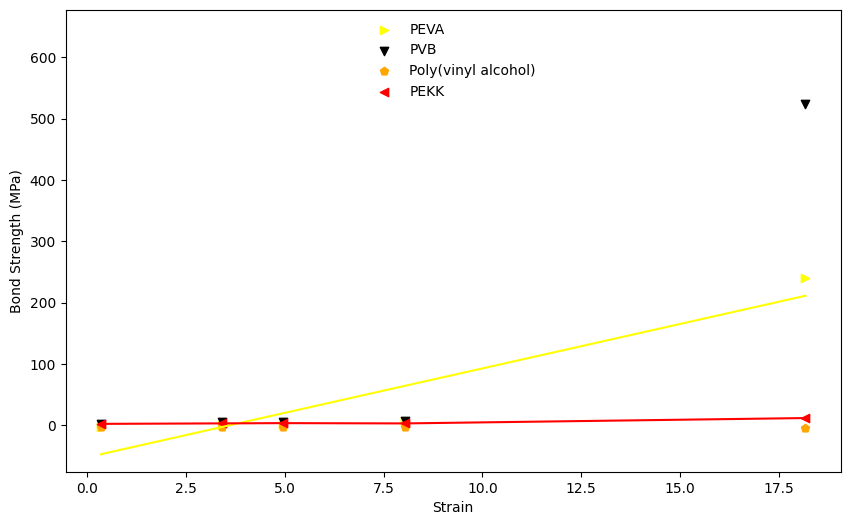 PEVA
PVB
Poly(vinyl alcohol)
PEKK
600
500
400
300
200
100
0
Bond Strength (MPa)
0.0 2.5 5.0 7.5 10.0 12.5 15.0 17.5
Strain